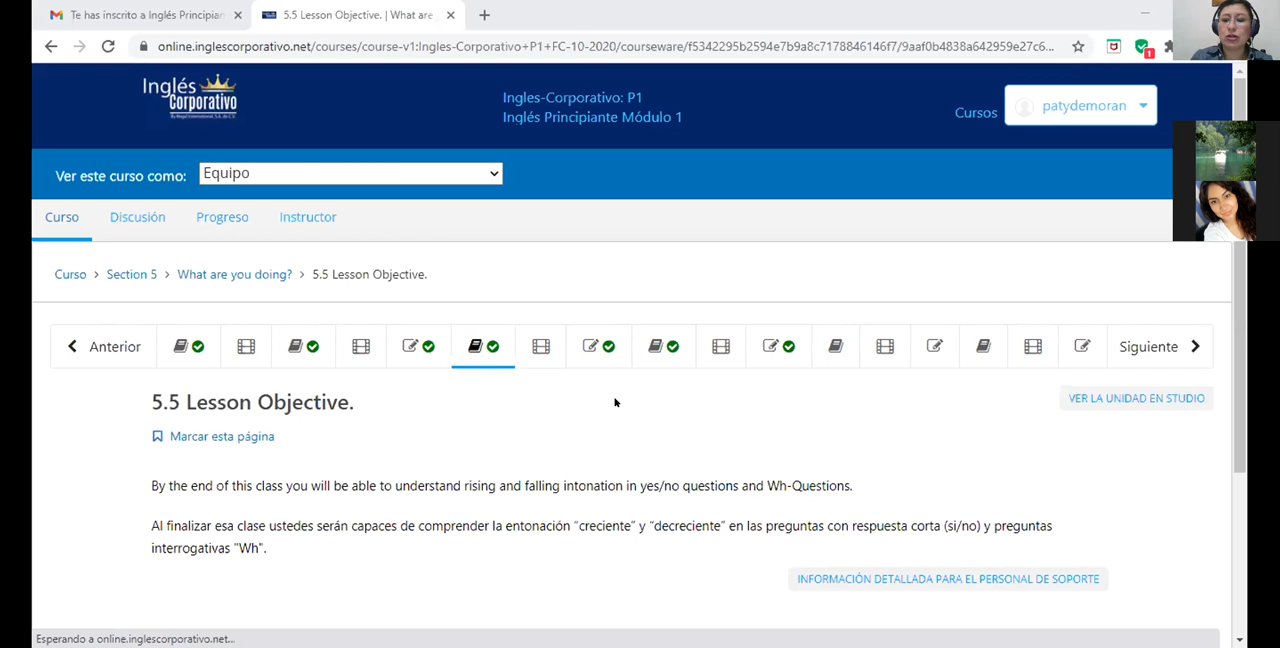 Te has inscrito a Inglés Principian
5.5 Lesson Objective. | What are
online.inglescorporativo.net/courses/course-v1:Ingles-Corporativo+P1+FC-10-2020/courseware/f5342295b2594e7b9a8c7178846146f7/9aaf0b4838a642959e27c6...
1
Inglés
Corporativo
Ingles-Corporativo: P1
Inglés Principiante Módulo 1
Cursos
patydemoran
Ver este curso como:
Equipo
Curso
Discusión
Progreso
Instructor
Curso > Section 5 > What are you doing? > 5.5 Lesson Objective.
Anterior
Siguiente
5.5 Lesson Objective.
VER LA UNIDAD EN STUDIO
Marcar esta página
By the end of this class you will be able to understand rising and falling intonation in yes/no questions and Wh-Questions.
Al finalizar esa clase ustedes serán capaces de comprender la entonación “creciente” y “decreciente” en las preguntas con respuesta corta (si/no) y preguntas
interrogativas "Wh".
INFORMACIÓN DETALLADA PARA EL PERSONAL DE SOPORTE
Esperando a online.inglescorporativo.net...